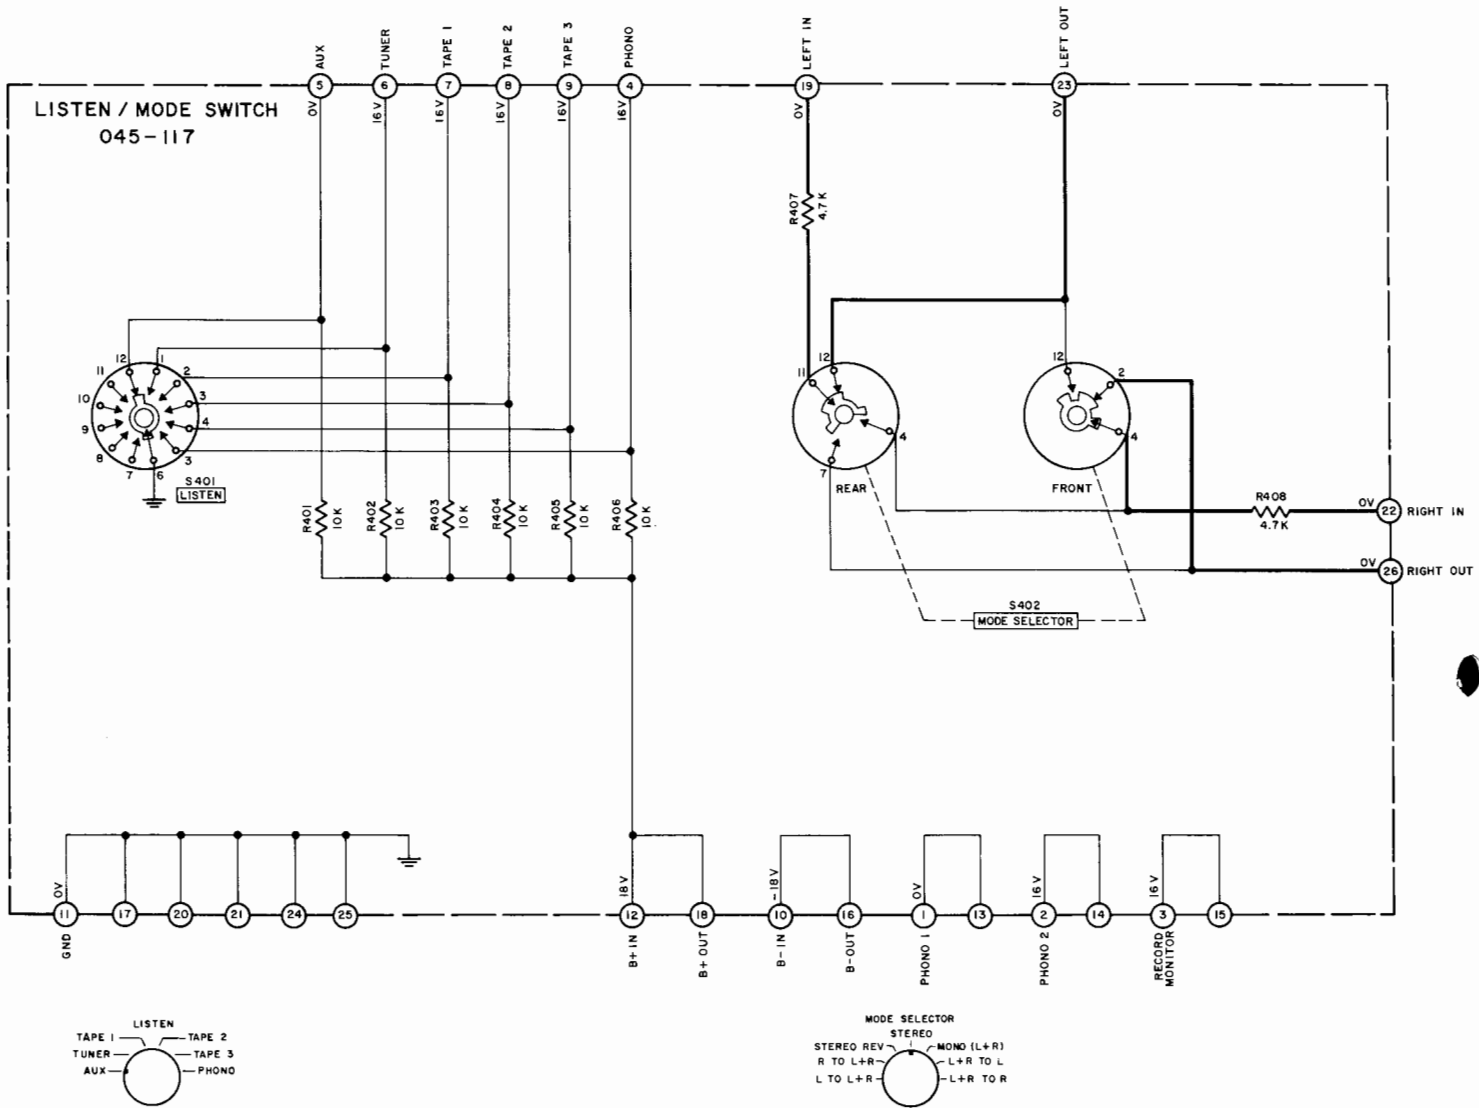 AUX
TUNER
TAPE 1
TAPE 2
TAPE 3
PHONO
LEFT IN
LEFT OUT
5
6
7
8
9
4
19
23
0V
16V
16V
16V
16V
16V
0V
0V
LISTEN / MODE SWITCH
045-117
R407
4.7K
12
1
11
2
10
3
9
4
8
3
7
6
S401
LISTEN
12
11
4
7
REAR
12
2
4
FRONT
R401
10K
R402
10K
R403
10K
R404
10K
R405
10K
R406
10K
R408
4.7K
0V
22
RIGHT IN
0V
26
RIGHT OUT
S402
MODE SELECTOR
0V
18V
-18V
0V
16V
16V
11
17
20
21
24
25
12
18
10
16
1
13
2
14
3
15
GND
B+ IN
B+ OUT
B- IN
B-OUT
PHONO 1
PHONO 2
RECORD
MONITOR
LISTEN
TAPE 1
TAPE 2
TUNER
TAPE 3
AUX
PHONO
MODE SELECTOR
STEREO
STEREO REV
MONO (L+R)
R TO L+R
L+R TO L
L TO L+R
L+R TO R